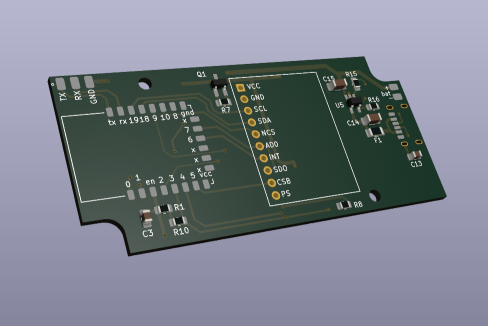 TX
RX
GND
Q1
R7
tx rx 19 18 9 10 8 gnd
x
7
6
x
x
x
0 1 en 2 3 4 5 vcc
C3
R1
R10
VCC
GND
SCL
SDA
NCS
ADO
INT
SDO
CSB
PS
C15
R15
U5
R16
C14
F1
bat
+
C13
R8